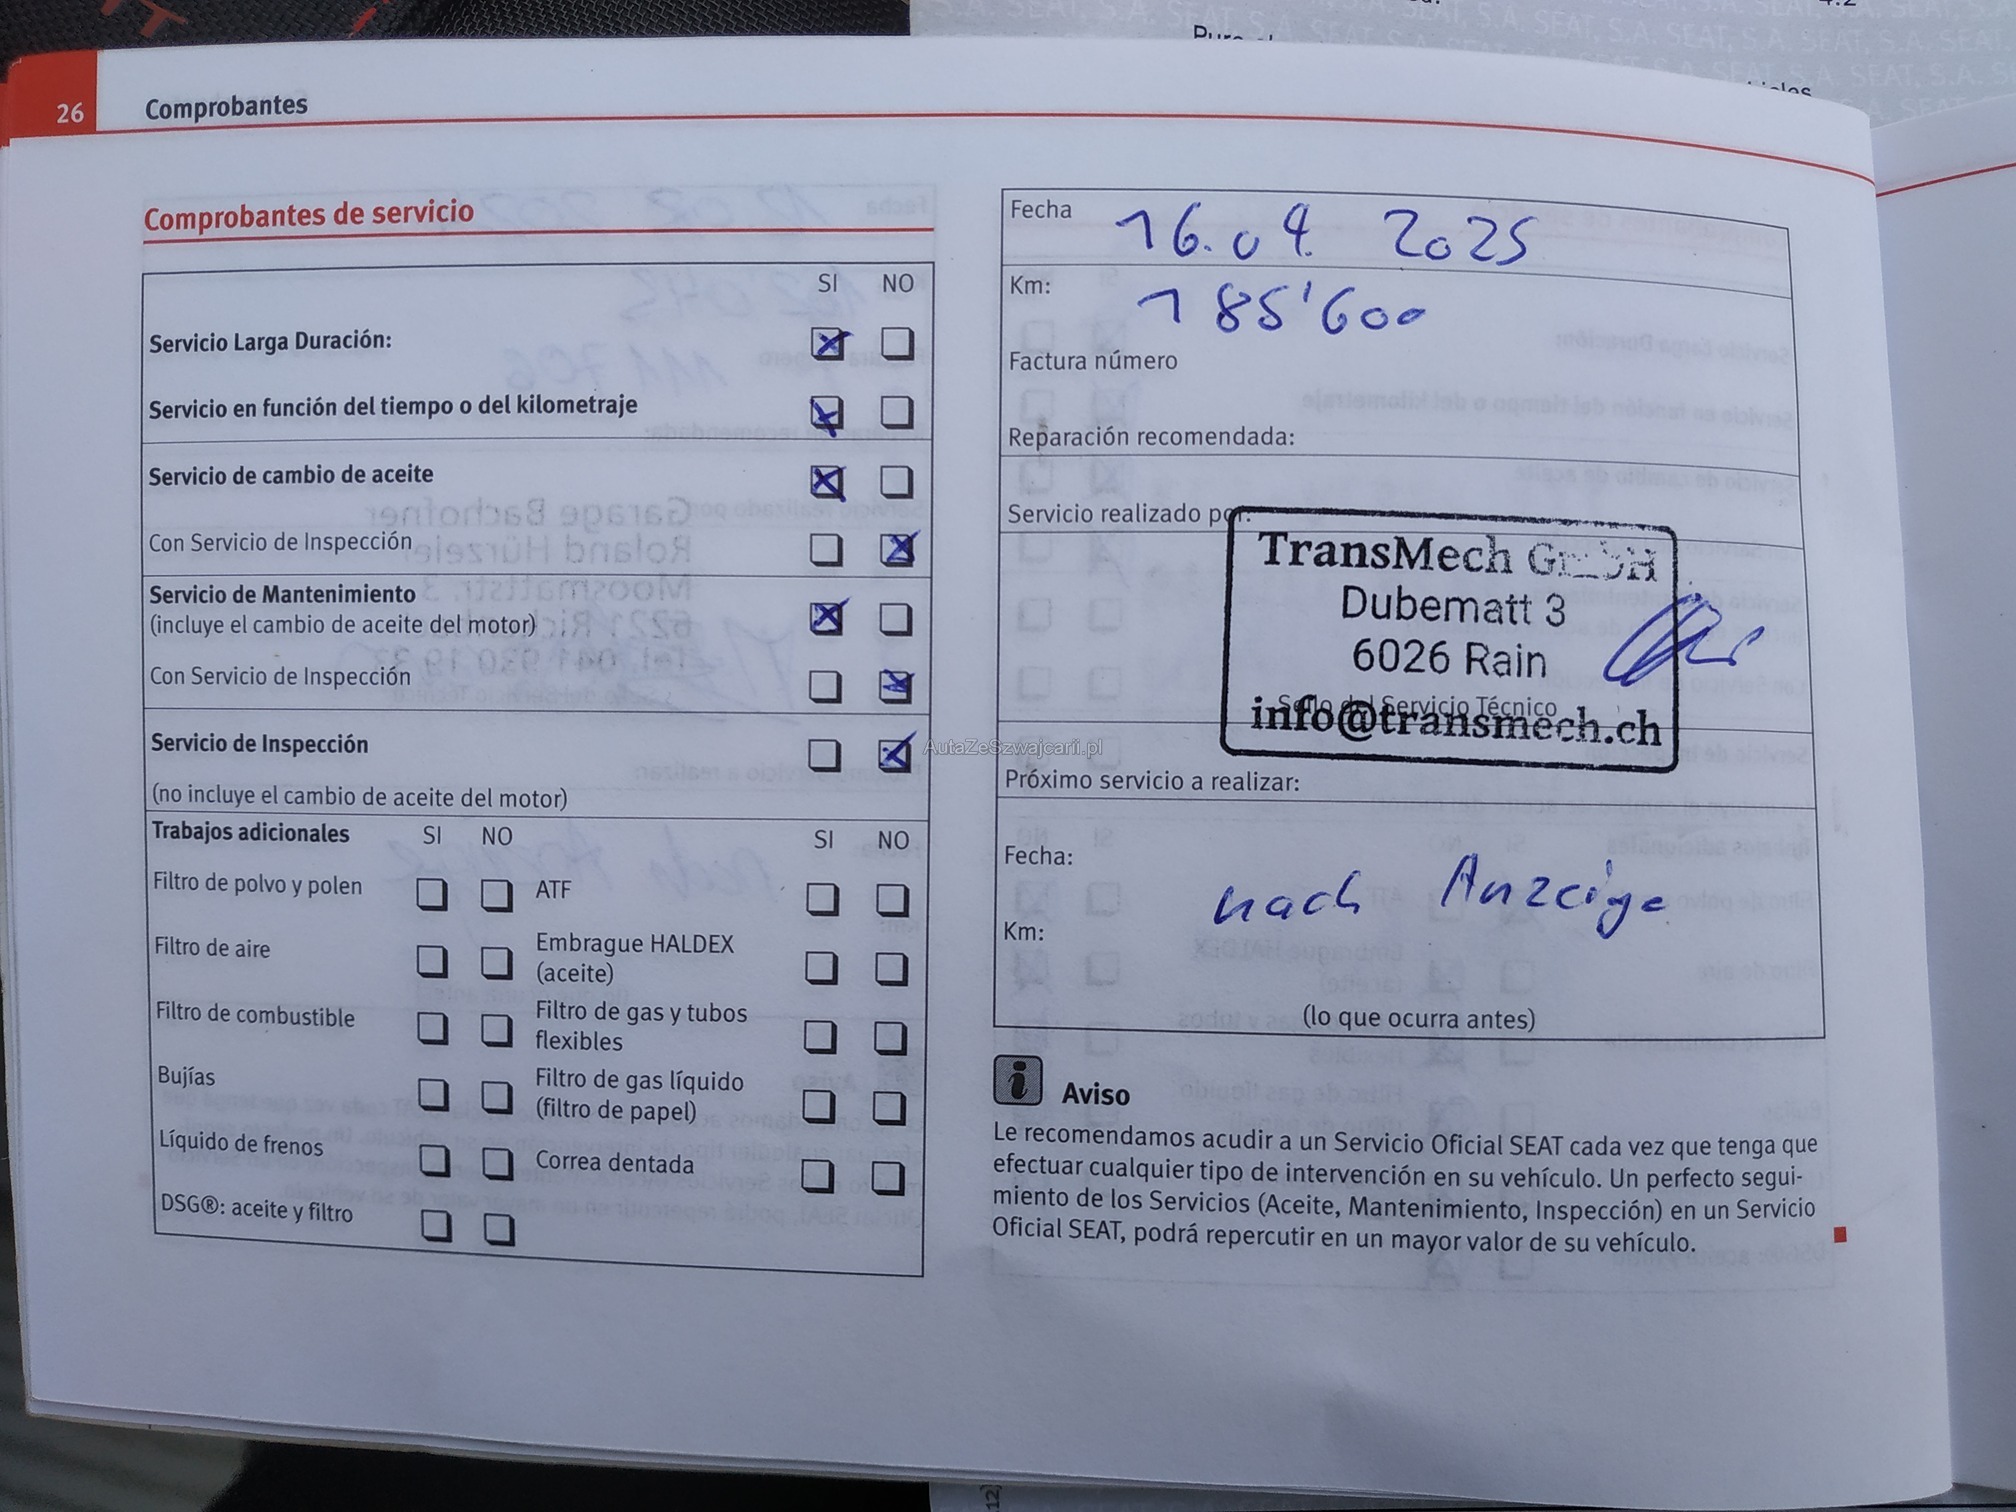 26
Comprobantes
Comprobantes de servicio
SI NO
Servicio Larga Duración:
Servicio en función del tiempo o del kilometraje
Servicio de cambio de aceite
Con Servicio de Inspección
Servicio de Mantenimiento
(incluye el cambio de aceite del motor)
Con Servicio de Inspección
Servicio de Inspección
(no incluye el cambio de aceite del motor)
Trabajos adicionales SI NO SI NO
Filtro de polvo y polen ATF
Filtro de aire Embrague HALDEX
(aceite)
Filtro de combustible Filtro de gas y tubos
flexibles
Bujías Filtro de gas líquido
(filtro de papel)
Líquido de frenos Correa dentada
DSG®: aceite y filtro
Fecha 16.04. 2025
Km: 185'600
Factura número
Reparación recomendada:
Servicio realizado por:
TransMech GmbH
Dubematt 3
6026 Rain
Sello del Servicio Técnico
info@transmech.ch
Próximo servicio a realizar:
Fecha:
nach Anzeige
Km:
(lo que ocurra antes)
i Aviso
Le recomendamos acudir a un Servicio Oficial SEAT cada vez que tenga que
efectuar cualquier tipo de intervención en su vehículo. Un perfecto segui-
miento de los Servicios (Aceite, Mantenimiento, Inspección) en un Servicio
Oficial SEAT, podrá repercutir en un mayor valor de su vehículo.
AutaZeSzwajcarii.pl